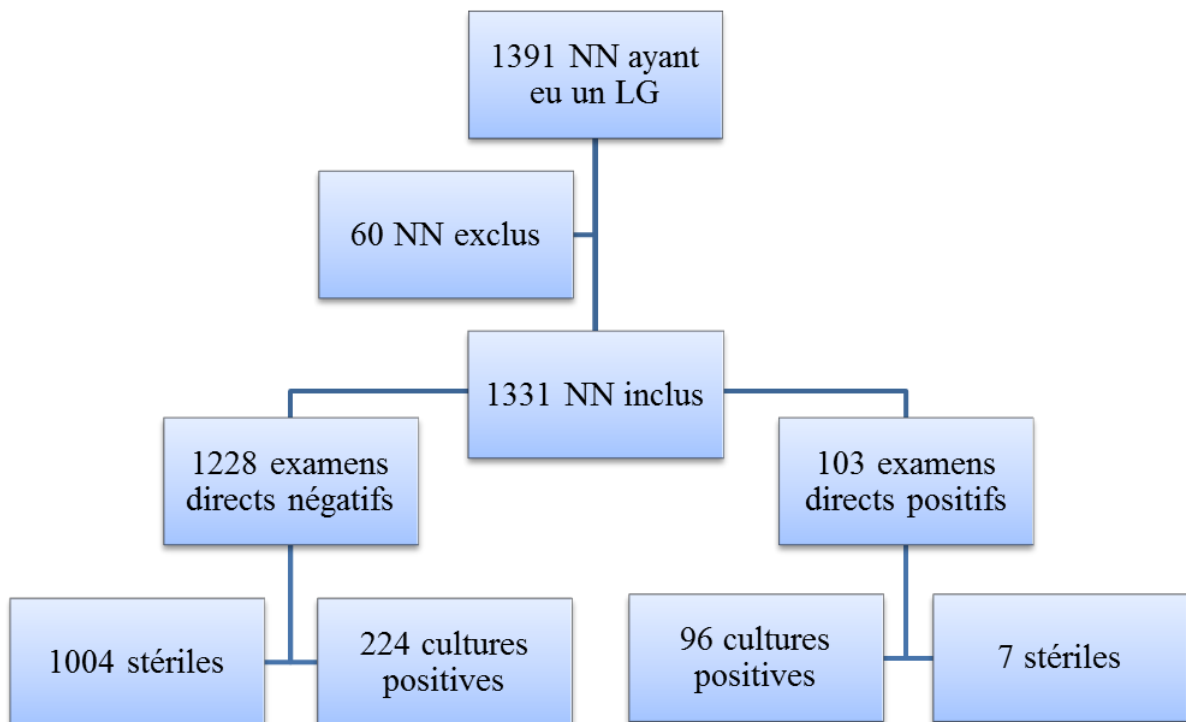 1391 NN ayant
eu un LG
60 NN exclus
1331 NN inclus
1228 examens
directs négatifs
103 examens
directs positifs
1004 stériles
224 cultures
positives
96 cultures
positives
7 stériles